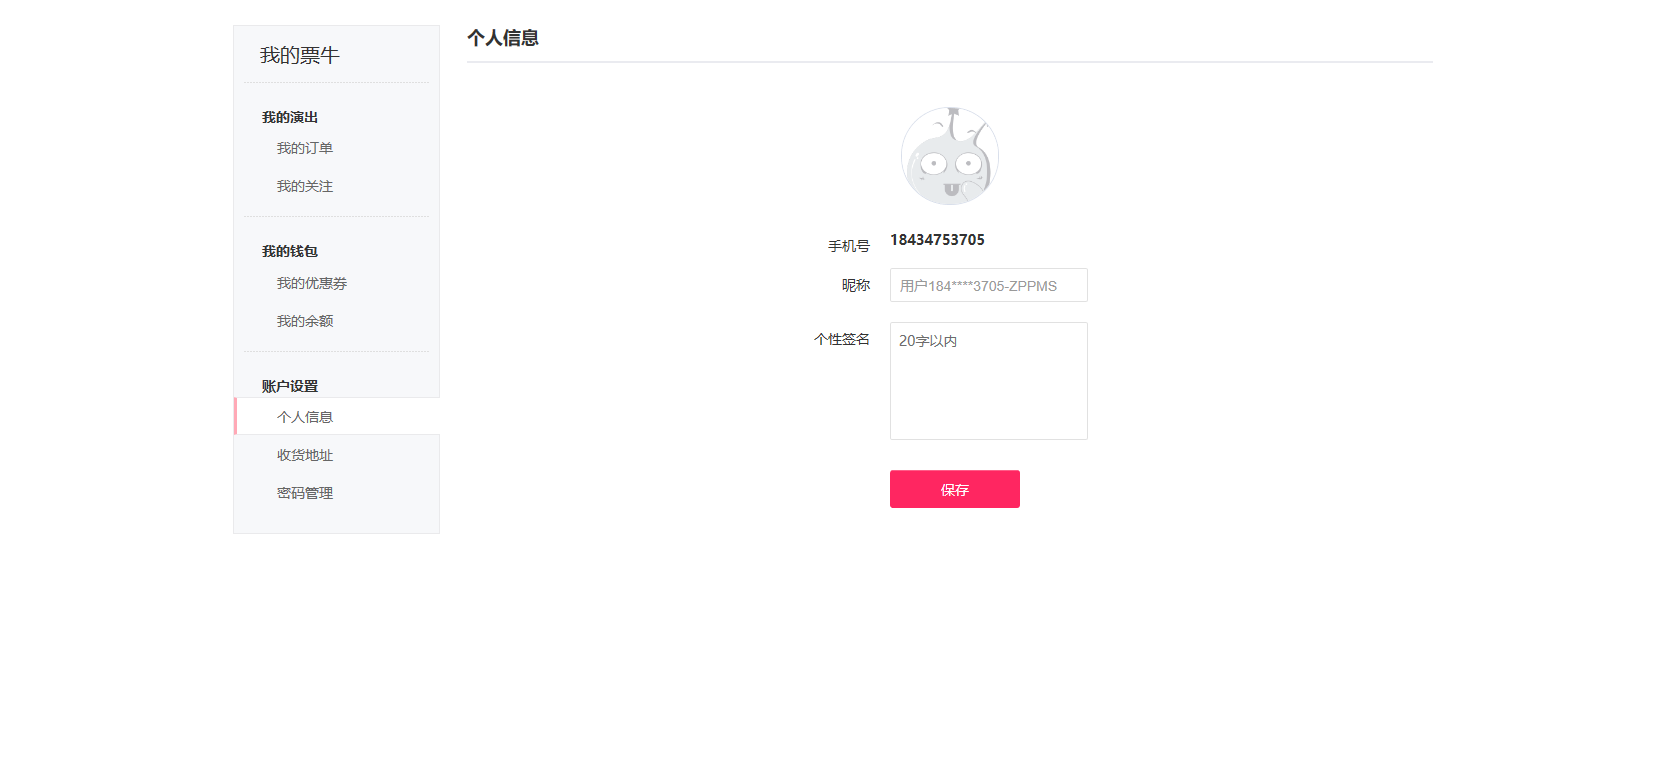 我的票牛
我的演出
我的订单
我的关注
我的钱包
我的优惠券
我的余额
账户设置
个人信息
收货地址
密码管理
个人信息
手机号 18434753705
昵称 用户184****3705-ZPPMS
个性签名 20字以内
保存